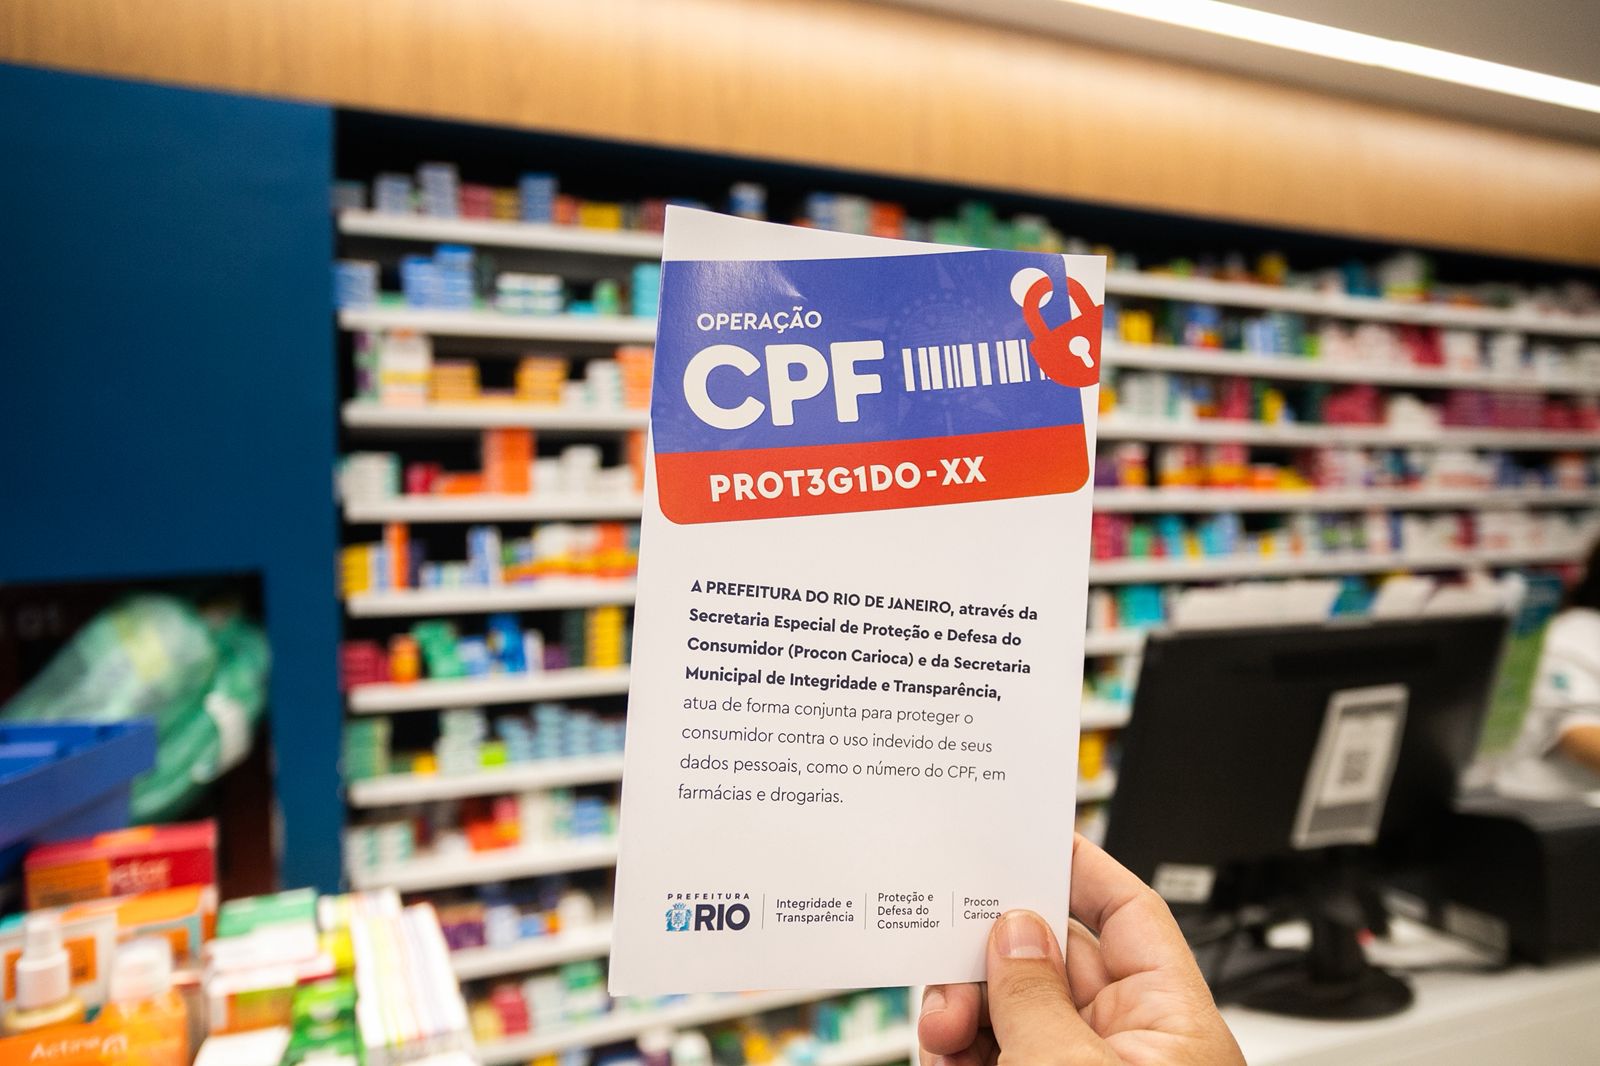 OPERAÇÃO
CPF
PROT3G1DO-XX
A PREFEITURA DO RIO DE JANEIRO, através da
Secretaria Especial de Proteção e Defesa do
Consumidor (Procon Carioca) e da Secretaria
Municipal de Integridade e Transparência,
atua de forma conjunta para proteger o
consumidor contra o uso indevido de seus
dados pessoais, como o número do CPF, em
farmácias e drogarias.
PREFEITURA
RIO
Integridade e
Transparência
Proteção e
Defesa do
Consumidor
Procon
Carioca